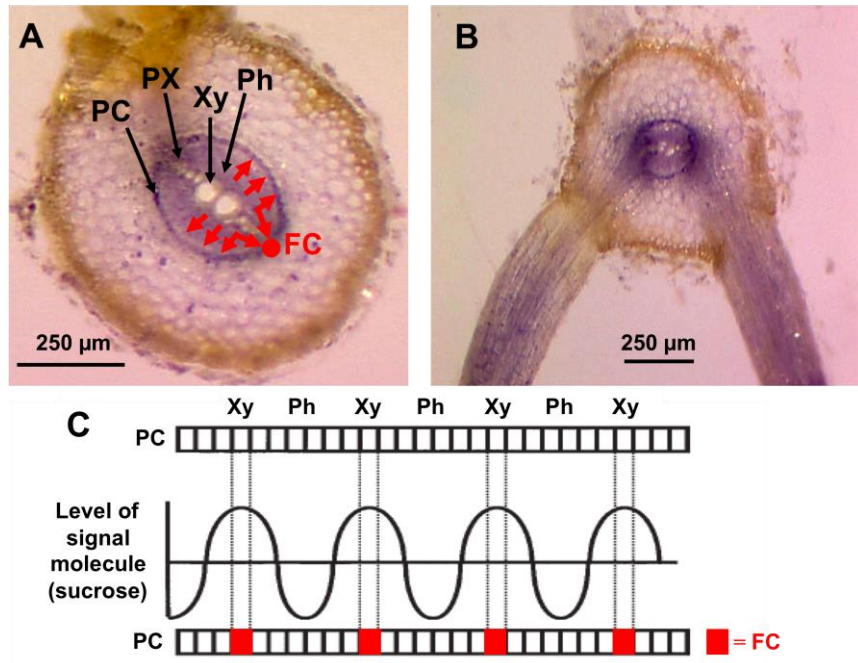 A
PX
Xy
Ph
PC
FC
250 µm
B
250 µm
C
Xy Ph Xy Ph Xy Ph Xy
PC
Level of
signal
molecule
(sucrose)
PC
= FC